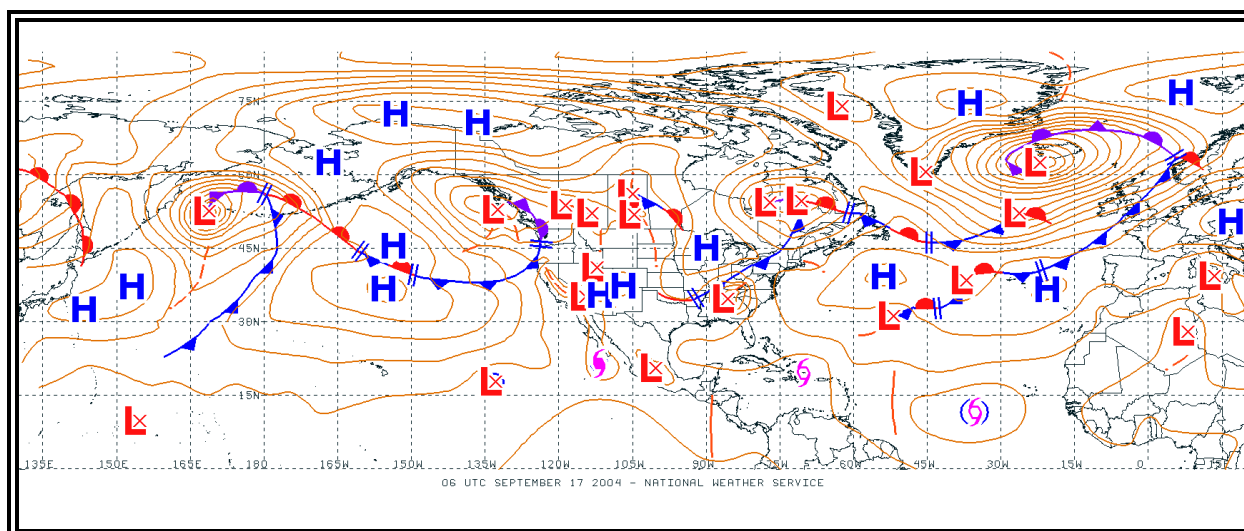 H
75N H H L H
60N H L
L
L
L L L L L L L L H
45N H H
L H L L
H H L H H L H
H 30N L L
L
L
15N
L
135E 150E 165E 180 165W 150W 135W 120W 105W 90W 75W 60W 45W 30W 15W 0 15E
06 UTC SEPTEMBER 17 2004 - NATIONAL WEATHER SERVICE